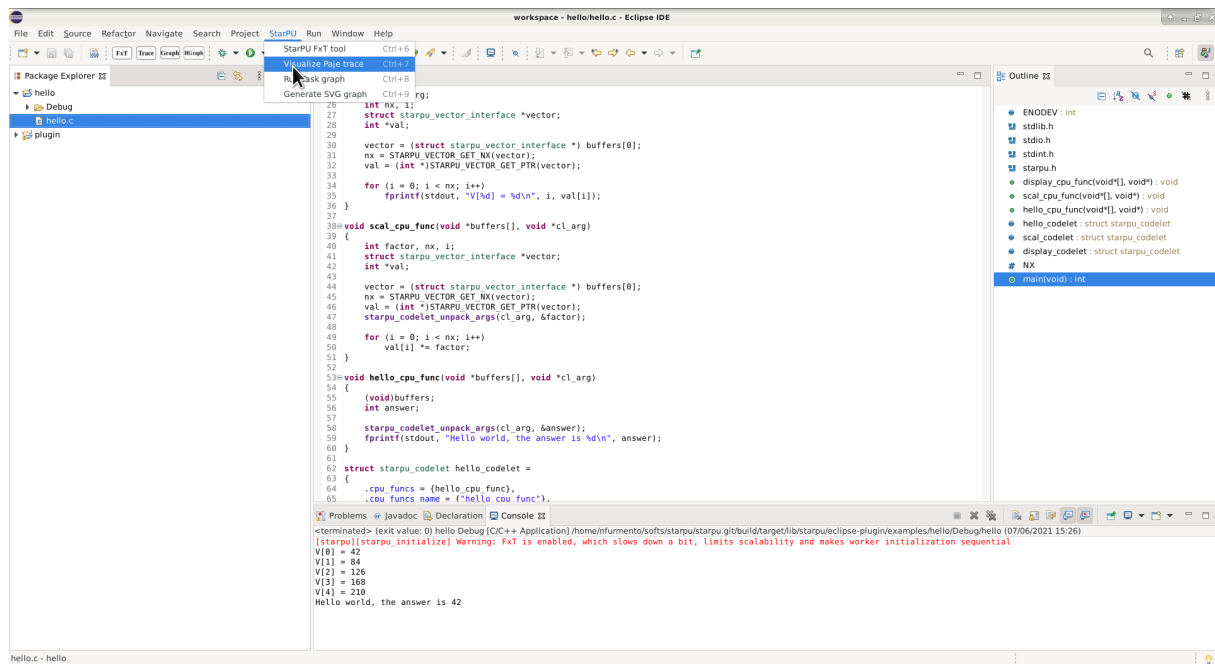 workspace - hello/hello.c - Eclipse IDE
File Edit Source Refactor Navigate Search Project StarPU Run Window Help
FxT Trace Graph HGraph
StarPU FxT tool Ctrl+6
Visualize Paje trace Ctrl+7
task graph Ctrl+8
Generate SVG graph Ctrl+9
Package Explorer
hello
Debug
hello.c
plugin
rg;
26 int nx, i;
27 struct starpu_vector_interface *vector;
28 int *val;
29
30 vector = (struct starpu_vector_interface *) buffers[0];
31 nx = STARPU_VECTOR_GET_NX(vector);
32 val = (int *)STARPU_VECTOR_GET_PTR(vector);
33
34 for (i = 0; i < nx; i++)
35 fprintf(stdout, "V[%d] = %d\n", i, val[i]);
36 }
37
38 void scal_cpu_func(void *buffers[], void *cl_arg)
39 {
40 int factor, nx, i;
41 struct starpu_vector_interface *vector;
42 int *val;
43
44 vector = (struct starpu_vector_interface *) buffers[0];
45 nx = STARPU_VECTOR_GET_NX(vector);
46 val = (int *)STARPU_VECTOR_GET_PTR(vector);
47 starpu_codelet_unpack_args(cl_arg, &factor);
48
49 for (i = 0; i < nx; i++)
50 val[i] *= factor;
51 }
52
53 void hello_cpu_func(void *buffers[], void *cl_arg)
54 {
55 (void)buffers;
56 int answer;
57
58 starpu_codelet_unpack_args(cl_arg, &answer);
59 fprintf(stdout, "Hello world, the answer is %d\n", answer);
60 }
61
62 struct starpu_codelet hello_codelet =
63 {
64 .cpu_funcs = {hello_cpu_func},
65 .cpu_funcs_name = {"hello_cpu_func"},
Outline
ENODEV : int
stdlib.h
stdio.h
stdint.h
starpu.h
display_cpu_func(void*[], void*) : void
scal_cpu_func(void*[], void*) : void
hello_cpu_func(void*[], void*) : void
hello_codelet : struct starpu_codelet
scal_codelet : struct starpu_codelet
display_codelet : struct starpu_codelet
NX
main(void) : int
Problems Javadoc Declaration Console
<terminated> (exit value: 0) hello Debug [C/C++ Application] /home/nfurmento/softs/starpu/starpu.git/build/target/lib/starpu/eclipse-plugin/examples/hello/Debug/hello (07/06/2021 15:26)
[starpu][starpu_initialize] Warning: FxT is enabled, which slows down a bit, limits scalability and makes worker initialization sequential
V[0] = 42
V[1] = 84
V[2] = 126
V[3] = 168
V[4] = 210
Hello world, the answer is 42
hello.c - hello